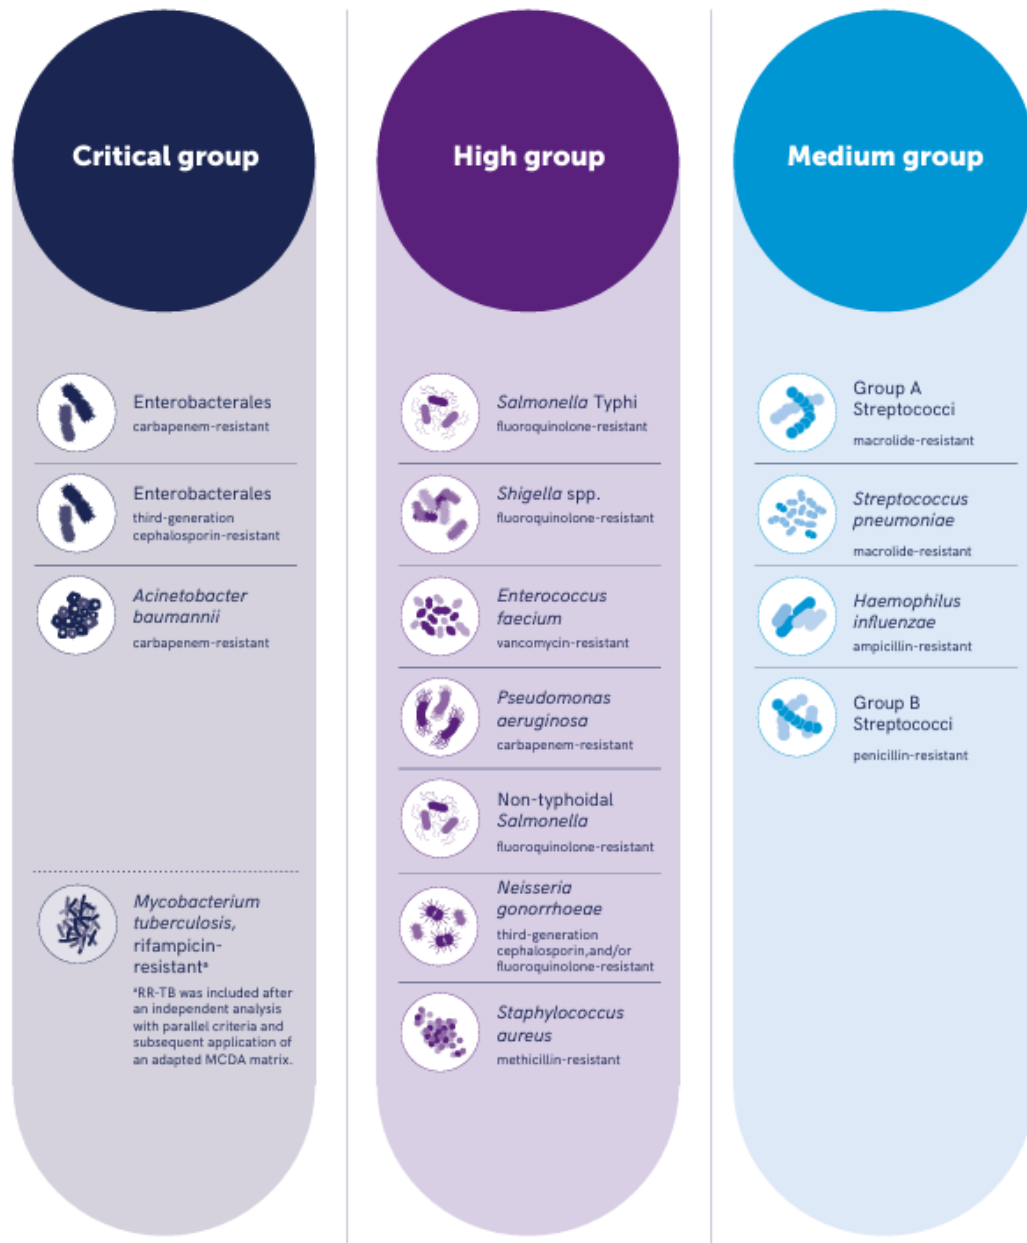 Critical group
Enterobacterales
carbapenem-resistant
Enterobacterales
third-generation
cephalosporin-resistant
Acinetobacter
baumannii
carbapenem-resistant
Mycobacterium
tuberculosis,
rifampicin-
resistantᵃ
ᵃRR-TB was included after
an independent analysis
with parallel criteria and
subsequent application of
an adapted MCDA matrix.
High group
Salmonella Typhi
fluoroquinolone-resistant
Shigella spp.
fluoroquinolone-resistant
Enterococcus
faecium
vancomycin-resistant
Pseudomonas
aeruginosa
carbapenem-resistant
Non-typhoidal
Salmonella
fluoroquinolone-resistant
Neisseria
gonorrhoeae
third-generation
cephalosporin,and/or
fluoroquinolone-resistant
Staphylococcus
aureus
methicillin-resistant
Medium group
Group A
Streptococci
macrolide-resistant
Streptococcus
pneumoniae
macrolide-resistant
Haemophilus
influenzae
ampicillin-resistant
Group B
Streptococci
penicillin-resistant